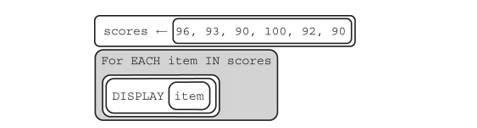 scores ← 96, 93, 90, 100, 92, 90
For EACH item IN scores
DISPLAY item